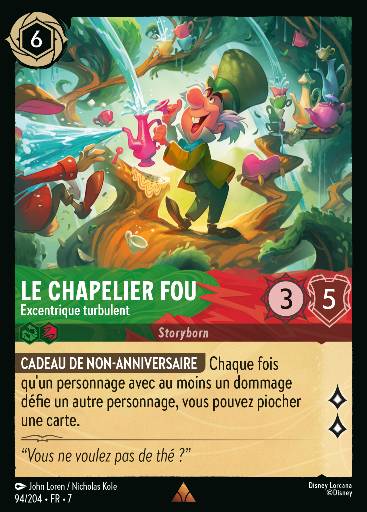 6
LE CHAPELIER FOU
Excentrique turbulent
3
5
Storyborn
CADEAU DE NON-ANNIVERSAIRE Chaque fois
qu'un personnage avec au moins un dommage
défie un autre personnage, vous pouvez piocher
une carte.
“Vous ne voulez pas de thé ?”
John Loren / Nicholas Kole
94/204 • FR • 7
Disney Lorcana
©Disney